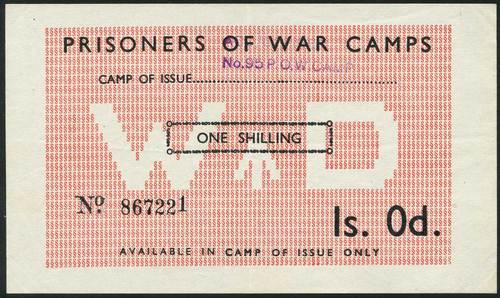 PRISONERS OF WAR CAMPS
No. 95 P.O.W CAMP
CAMP OF ISSUE
W D
ONE SHILLING
No 867221
1s. 0d.
AVAILABLE IN CAMP OF ISSUE ONLY